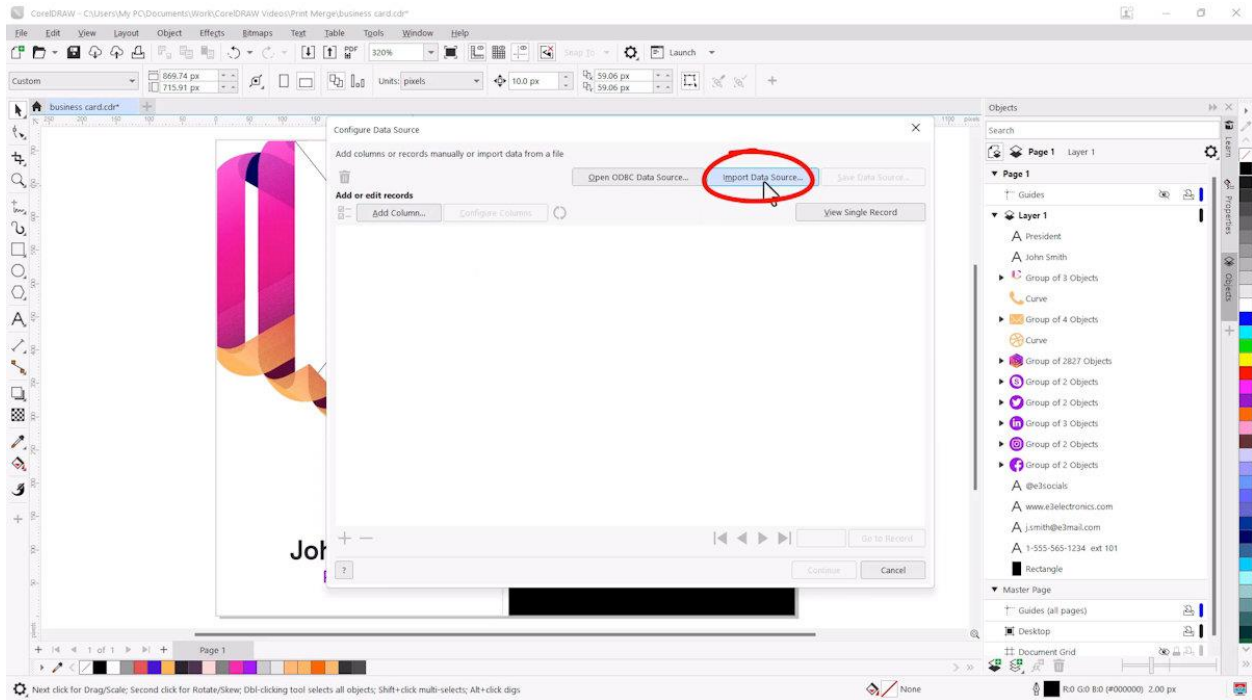 CorelDRAW - C:\Users\My PC\Documents\Work\CorelDRAW Videos\Print Merge\business card.cdr*
File Edit View Layout Object Effects Bitmaps Text Table Tools Window Help
PDF 320% Snap To Launch
Custom 869.74 px 715.91 px Units: pixels 10.0 px 59.06 px 59.06 px
business card.cdr*
Configure Data Source
Add columns or records manually or import data from a file
Open ODBC Data Source... Import Data Source... Save Data Source...
Add or edit records
Add Column... Configure Columns View Single Record
Go to Record
? Continue Cancel
Joh
Objects
Search
Page 1 Layer 1
Page 1
Guides
Layer 1
President
John Smith
Group of 3 Objects
Curve
Group of 4 Objects
Curve
Group of 2827 Objects
Group of 2 Objects
Group of 2 Objects
Group of 3 Objects
Group of 2 Objects
Group of 2 Objects
@e3socials
www.e3electronics.com
j.smith@e3mail.com
1-555-565-1234 ext 101
Rectangle
Master Page
Guides (all pages)
Desktop
Document Grid
Learn
Properties
Objects
1 of 1 Page 1
Next click for Drag/Scale; Second click for Rotate/Skew; Dbl-clicking tool selects all objects; Shift+click multi-selects; Alt+click digs
None
R:0 G:0 B:0 (#000000) 2.00 px